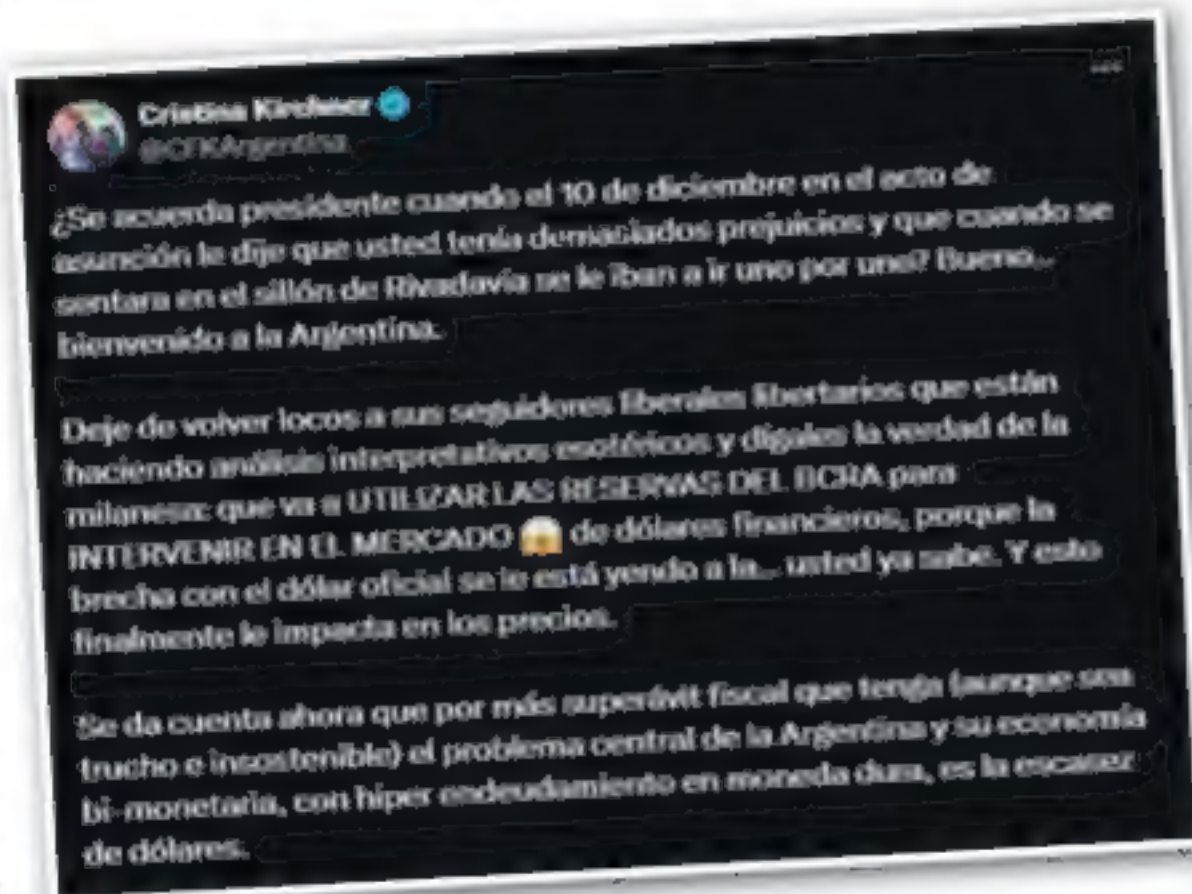 Cristina Kirchner
@CFKArgentina
¿Se acuerda presidente cuando el 10 de diciembre en el acto de
asunción le dije que usted tenía demasiados prejuicios y que cuando se
sentara en el sillón de Rivadavia se le iban a ir uno por uno? Bueno...
bienvenido a la Argentina.
Deje de volver locos a sus seguidores liberales libertarios que están
haciendo análisis interpretativos esotéricos y dígales la verdad de la
milanesa: que va a UTILIZAR LAS RESERVAS DEL BCRA para
INTERVENIR EN EL MERCADO 😱 de dólares financieros, porque la
brecha con el dólar oficial se le está yendo a la... usted ya sabe. Y esto
finalmente le impacta en los precios.
Se da cuenta ahora que por más superávit fiscal que tenga (aunque sea
trucho e insostenible) el problema central de la Argentina y su economía
bi-monetaria, con hiper endeudamiento en moneda dura, es la escasez
de dólares.